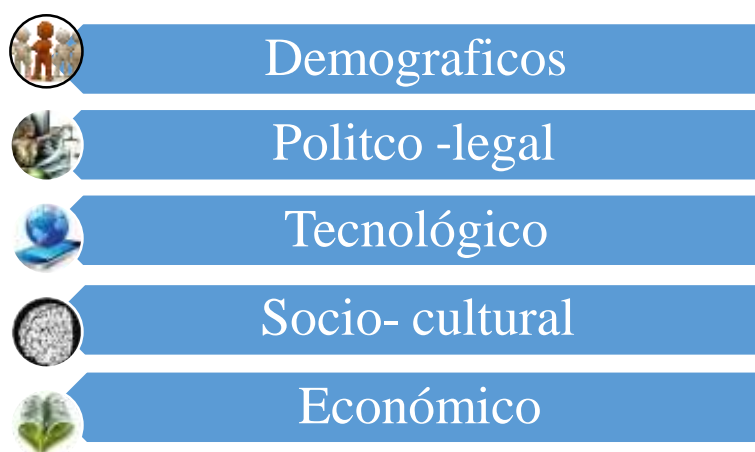 Demograficos
Politco -legal
Tecnológico
Socio- cultural
Económico